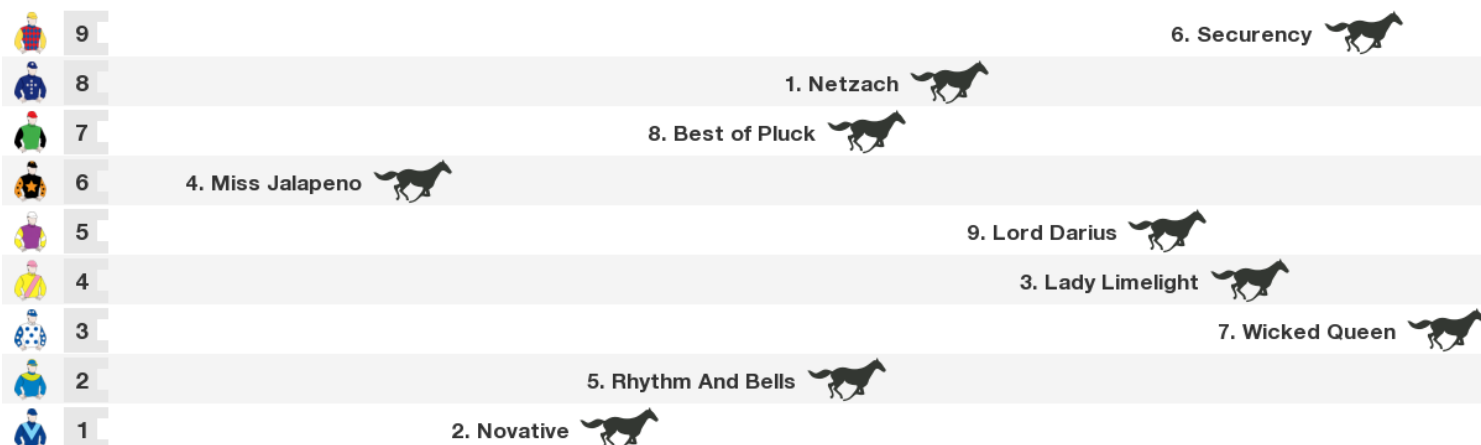 9 6. Securency
8 1. Netzach
7 8. Best of Pluck
6 4. Miss Jalapeno
5 9. Lord Darius
4 3. Lady Limelight
3 7. Wicked Queen
2 5. Rhythm And Bells
1 2. Novative